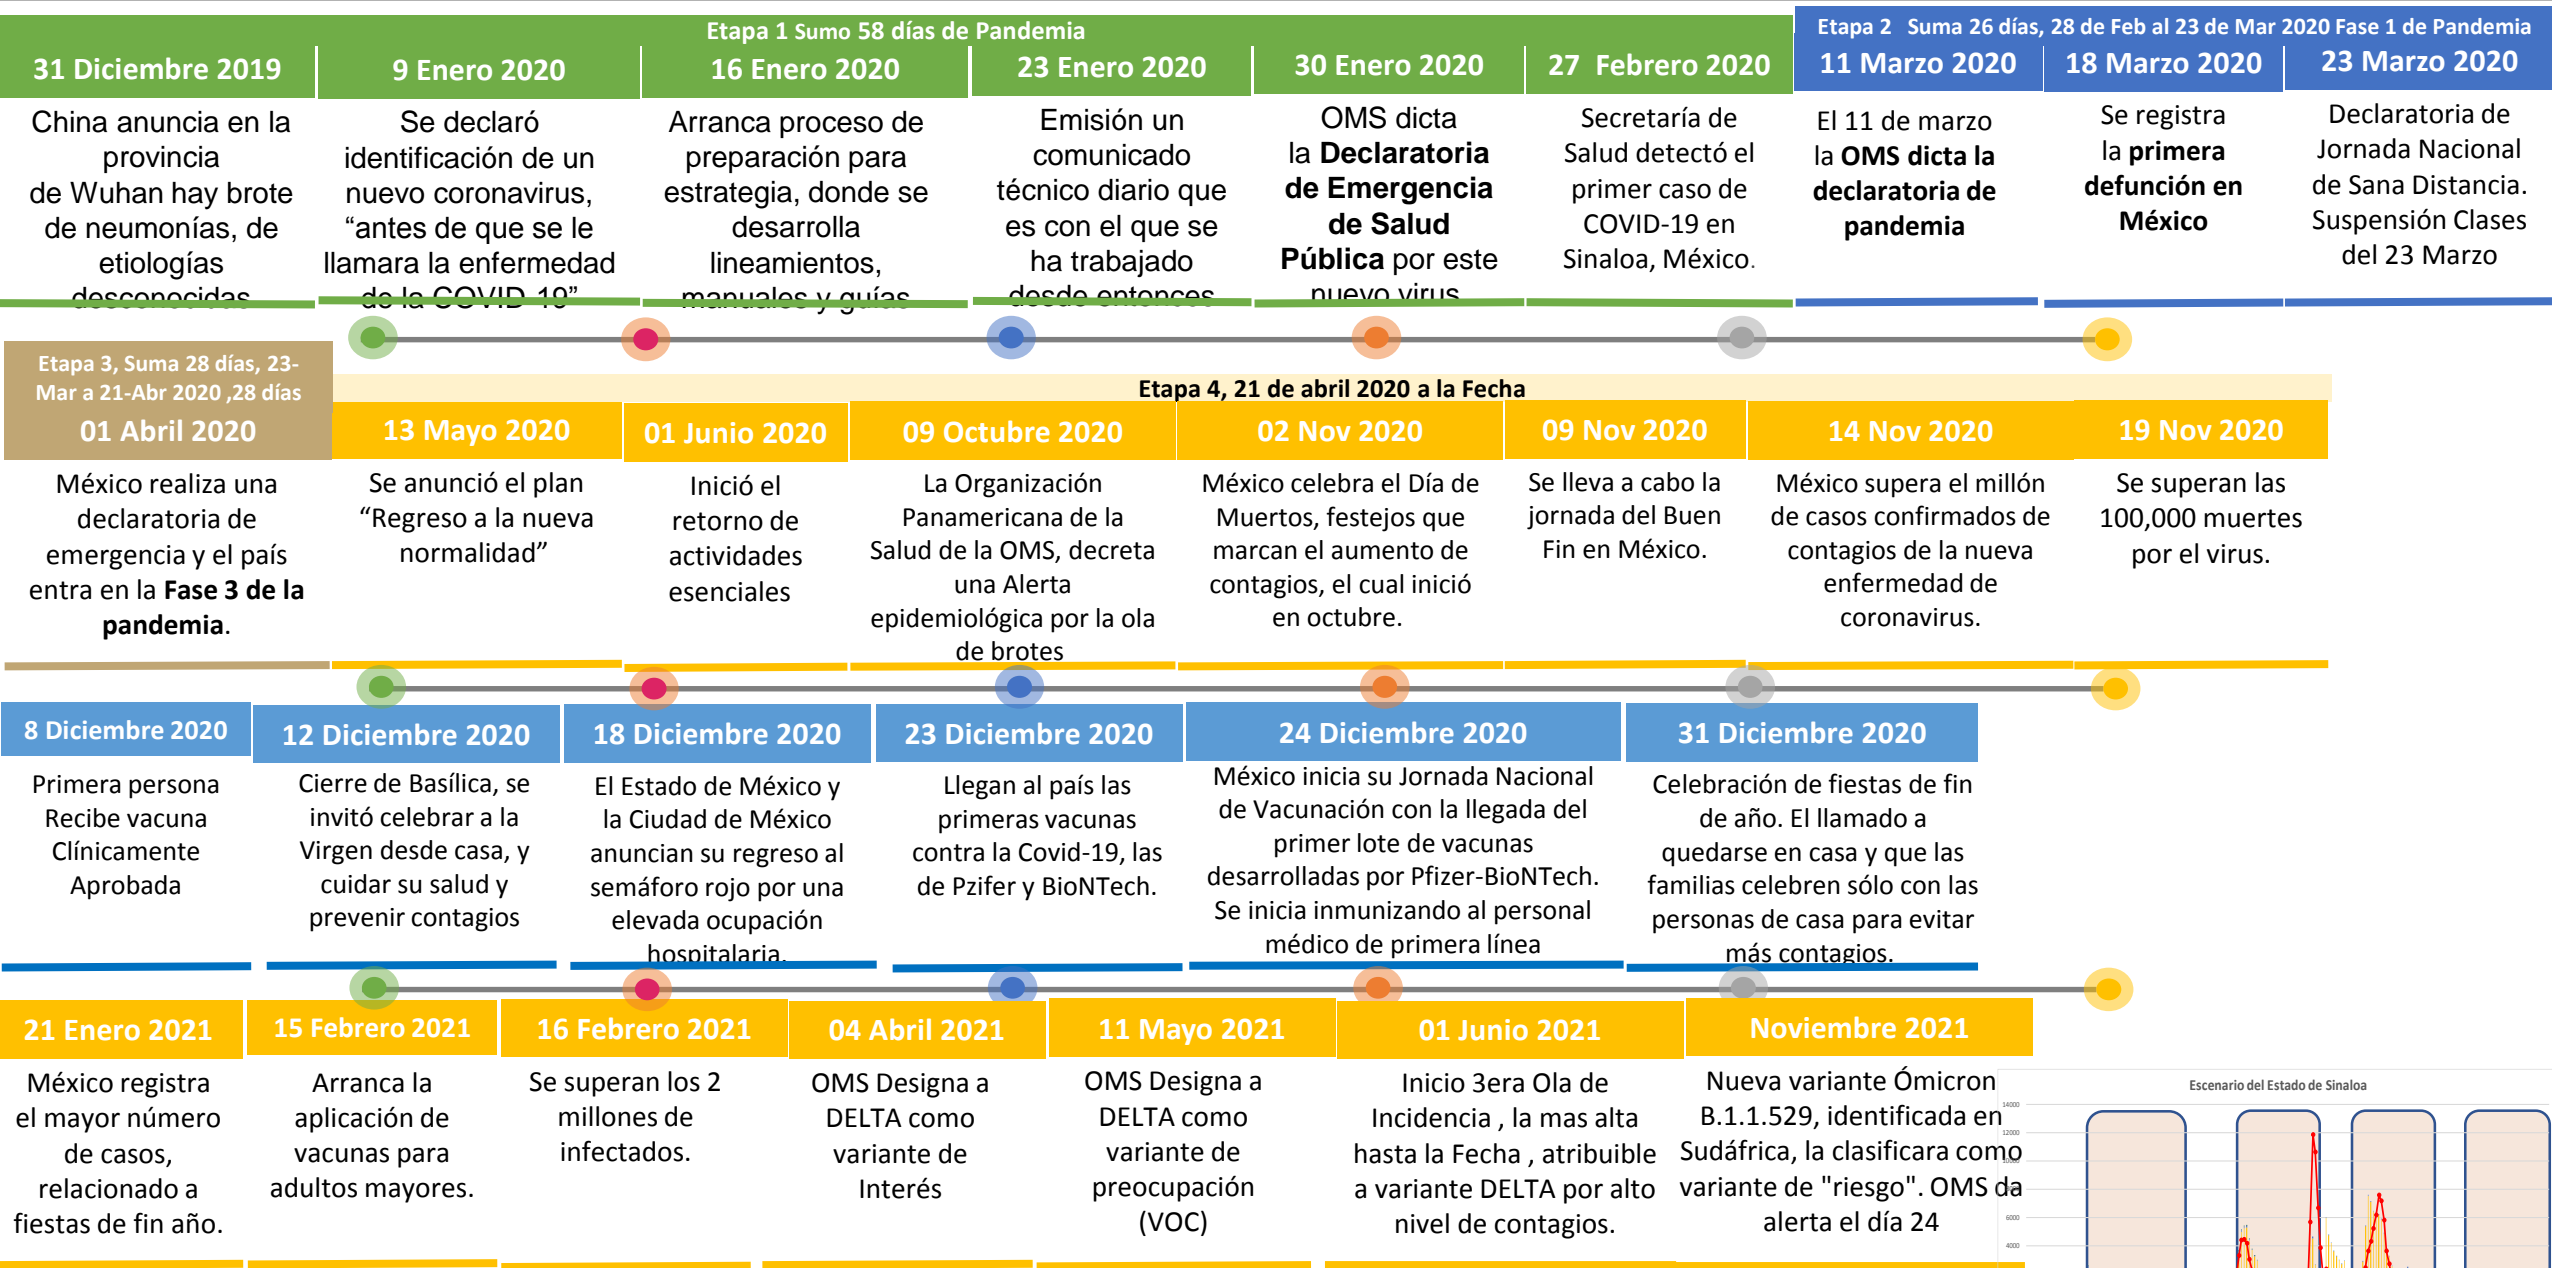 Etapa 1 Sumo 58 días de Pandemia
31 Diciembre 2019
China anuncia en la
provincia
de Wuhan hay brote
de neumonías, de
etiologías
desconocidas
9 Enero 2020
Se declaró
identificación de un
nuevo coronavirus,
“antes de que se le
llamara la enfermedad
de la COVID-19”
16 Enero 2020
Arranca proceso de
preparación para
estrategia, donde se
desarrolla
lineamientos,
manuales y guías
23 Enero 2020
Emisión un
comunicado
técnico diario que
es con el que se
ha trabajado
desde entonces
30 Enero 2020
OMS dicta
la Declaratoria
de Emergencia
de Salud
Pública por este
nuevo virus
27 Febrero 2020
Secretaría de
Salud detectó el
primer caso de
COVID-19 en
Sinaloa, México.
Etapa 2 Suma 26 días, 28 de Feb al 23 de Mar 2020 Fase 1 de Pandemia
11 Marzo 2020
El 11 de marzo
la OMS dicta la
declaratoria de
pandemia
18 Marzo 2020
Se registra
la primera
defunción en
México
23 Marzo 2020
Declaratoria de
Jornada Nacional
de Sana Distancia.
Suspensión Clases
del 23 Marzo
Etapa 3, Suma 28 días, 23-
Mar a 21-Abr 2020 ,28 días
01 Abril 2020
México realiza una
declaratoria de
emergencia y el país
entra en la Fase 3 de la
pandemia.
Etapa 4, 21 de abril 2020 a la Fecha
13 Mayo 2020
Se anunció el plan
“Regreso a la nueva
normalidad”
01 Junio 2020
Inició el
retorno de
actividades
esenciales
09 Octubre 2020
La Organización
Panamericana de la
Salud de la OMS, decreta
una Alerta
epidemiológica por la ola
de brotes
02 Nov 2020
México celebra el Día de
Muertos, festejos que
marcan el aumento de
contagios, el cual inició
en octubre.
09 Nov 2020
Se lleva a cabo la
jornada del Buen
Fin en México.
14 Nov 2020
México supera el millón
de casos confirmados de
contagios de la nueva
enfermedad de
coronavirus.
19 Nov 2020
Se superan las
100,000 muertes
por el virus.
8 Diciembre 2020
Primera persona
Recibe vacuna
Clínicamente
Aprobada
12 Diciembre 2020
Cierre de Basílica, se
invitó celebrar a la
Virgen desde casa, y
cuidar su salud y
prevenir contagios
18 Diciembre 2020
El Estado de México y
la Ciudad de México
anuncian su regreso al
semáforo rojo por una
elevada ocupación
hospitalaria.
23 Diciembre 2020
Llegan al país las
primeras vacunas
contra la Covid-19, las
de Pzifer y BioNTech.
24 Diciembre 2020
México inicia su Jornada Nacional
de Vacunación con la llegada del
primer lote de vacunas
desarrolladas por Pfizer-BioNTech.
Se inicia inmunizando al personal
médico de primera línea
31 Diciembre 2020
Celebración de fiestas de fin
de año. El llamado a
quedarse en casa y que las
familias celebren sólo con las
personas de casa para evitar
más contagios.
21 Enero 2021
México registra
el mayor número
de casos,
relacionado a
fiestas de fin año.
15 Febrero 2021
Arranca la
aplicación de
vacunas para
adultos mayores.
16 Febrero 2021
Se superan los 2
millones de
infectados.
04 Abril 2021
OMS Designa a
DELTA como
variante de
Interés
11 Mayo 2021
OMS Designa a
DELTA como
variante de
preocupación
(VOC)
01 Junio 2021
Inicio 3era Ola de
Incidencia , la mas alta
hasta la Fecha , atribuible
a variante DELTA por alto
nivel de contagios.
Noviembre 2021
Nueva variante Ómicron
B.1.1.529, identificada en
Sudáfrica, la clasificara como
variante de "riesgo". OMS da
alerta el día 24
Escenario del Estado de Sinaloa
14000
12000
10000
6000
4000